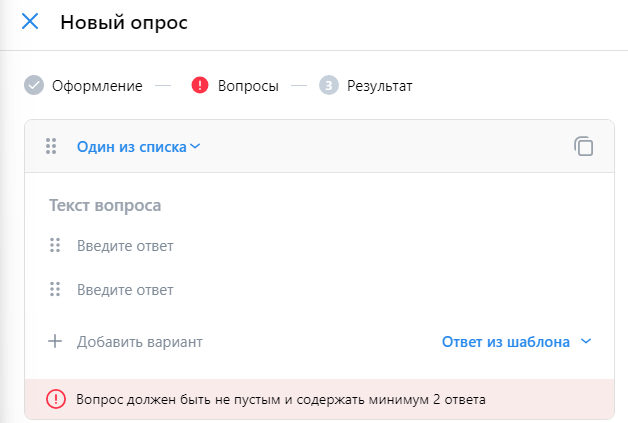 Новый опрос
Оформление — Вопросы — 3 Результат
Один из списка
Текст вопроса
Введите ответ
Введите ответ
Добавить вариант Ответ из шаблона
Вопрос должен быть не пустым и содержать минимум 2 ответа